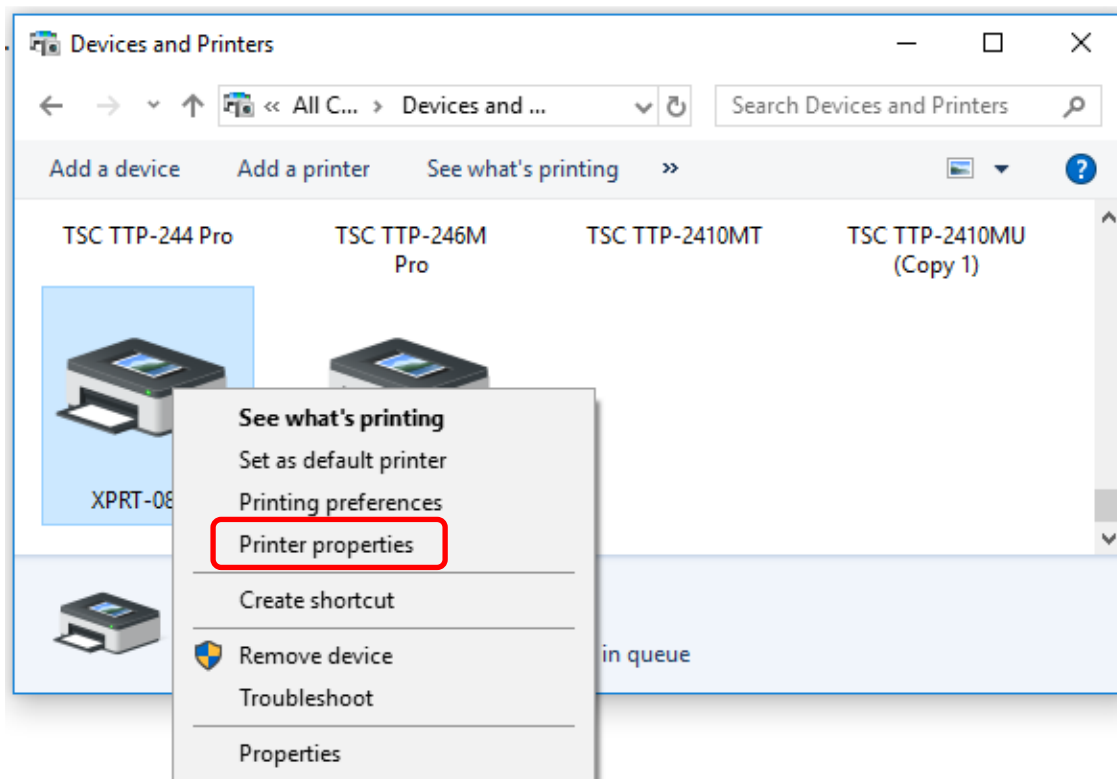 Devices and Printers
« All C... > Devices and ...
Search Devices and Printers
Add a device
Add a printer
See what's printing
»
?
TSC TTP-244 Pro
TSC TTP-246M
Pro
TSC TTP-2410MT
TSC TTP-2410MU
(Copy 1)
XPRT-08
See what's printing
Set as default printer
Printing preferences
Printer properties
Create shortcut
Remove device
in queue
Troubleshoot
Properties